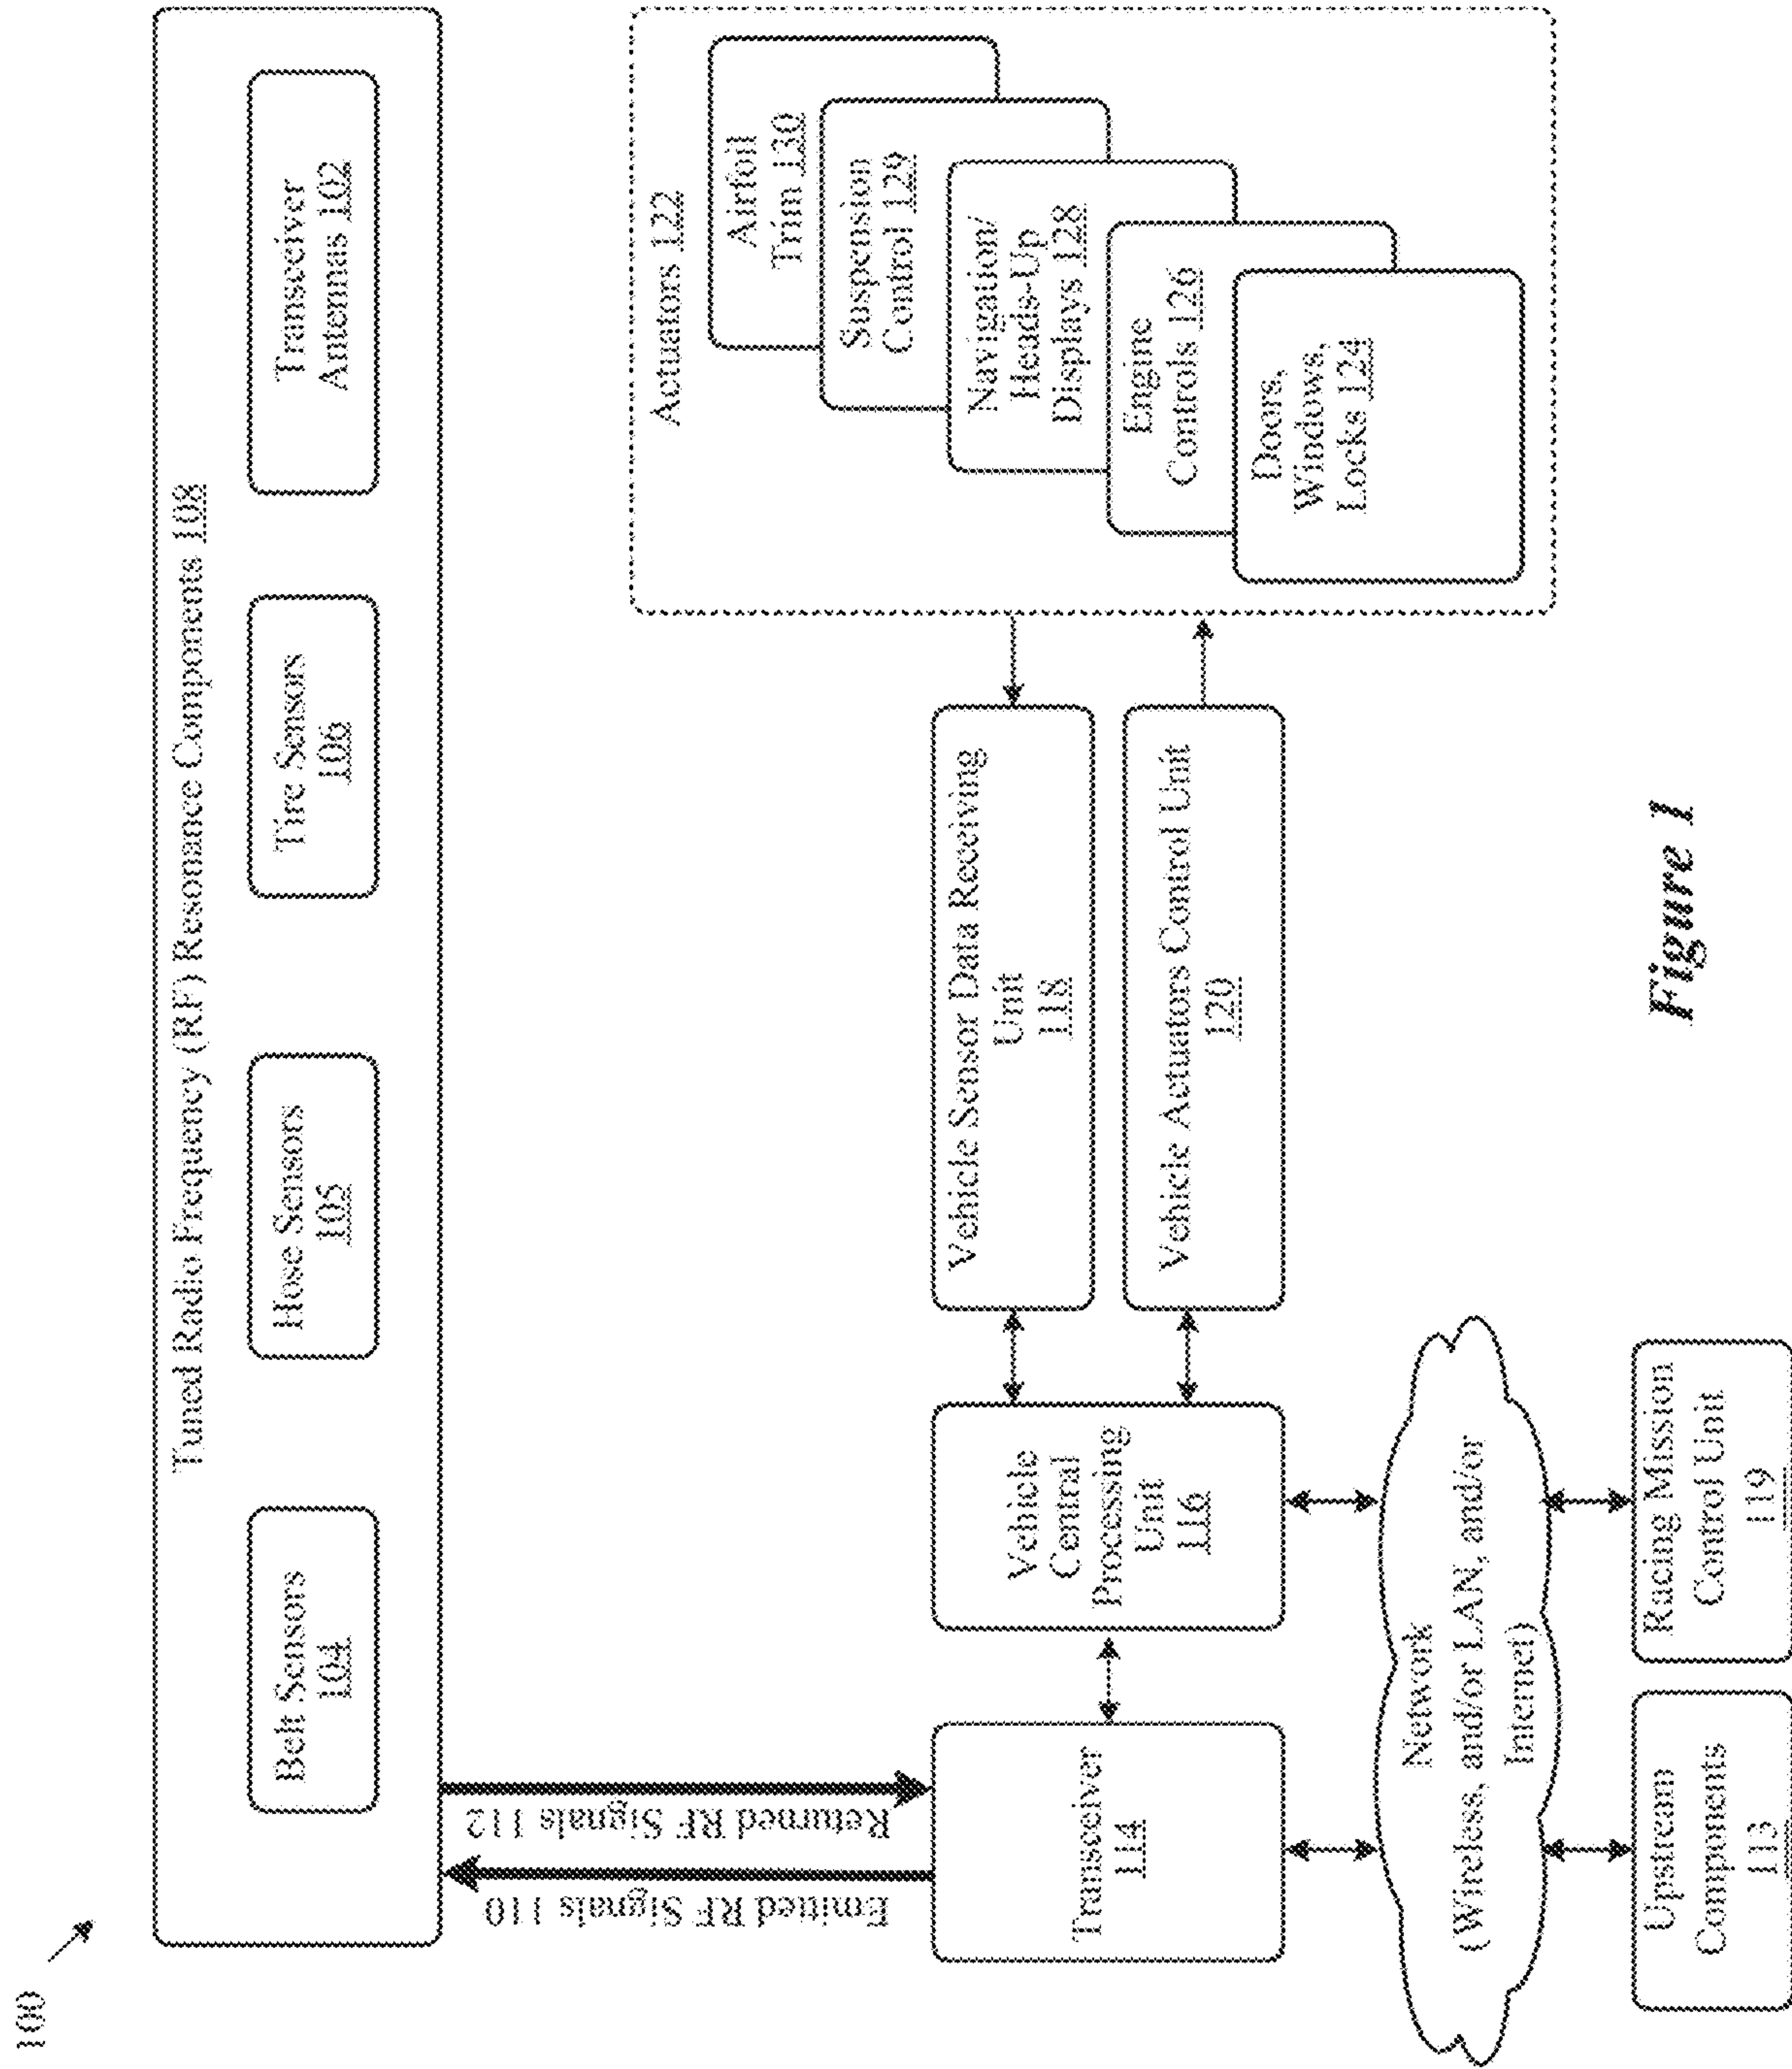 100
Tuned Radio Frequency (RF) Resonance Components 108
Belt Sensors
104
Hose Sensors
105
Tire Sensors
106
Transceiver
Antennas 102
Emitted RF Signals 110
Returned RF Signals 112
Transceiver
114
Vehicle
Central
Processing
Unit
116
Vehicle Sensor Data Receiving
Unit
118
Vehicle Actuators Control Unit
120
Actuators 122
Airfoil
Trim 130
Suspension
Control 129
Navigation/
Heads-Up
Displays 128
Engine
Controls 126
Doors,
Windows,
Locks 124
Network
(Wireless, and/or LAN, and/or
Internet)
Upstream
Components
113
Racing Mission
Control Unit
119
Figure 1